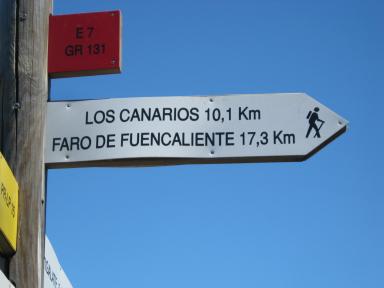 E 7
GR 131
LOS CANARIOS 10,1 Km
FARO DE FUENCALIENTE 17,3 Km